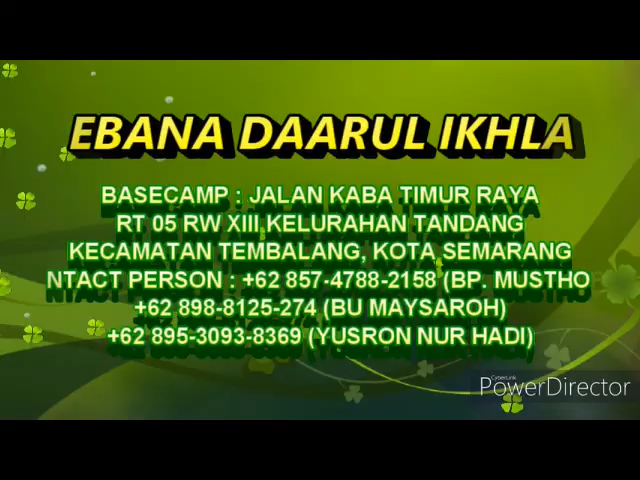 EBANA DAARUL IKHLA
BASECAMP : JALAN KABA TIMUR RAYA
RT 05 RW XIII KELURAHAN TANDANG
KECAMATAN TEMBALANG, KOTA SEMARANG
NTACT PERSON : +62 857-4788-2158 (BP. MUSTHO
+62 898-8125-274 (BU MAYSAROH)
+62 895-3093-8369 (YUSRON NUR HADI)
CyberLink
PowerDirector